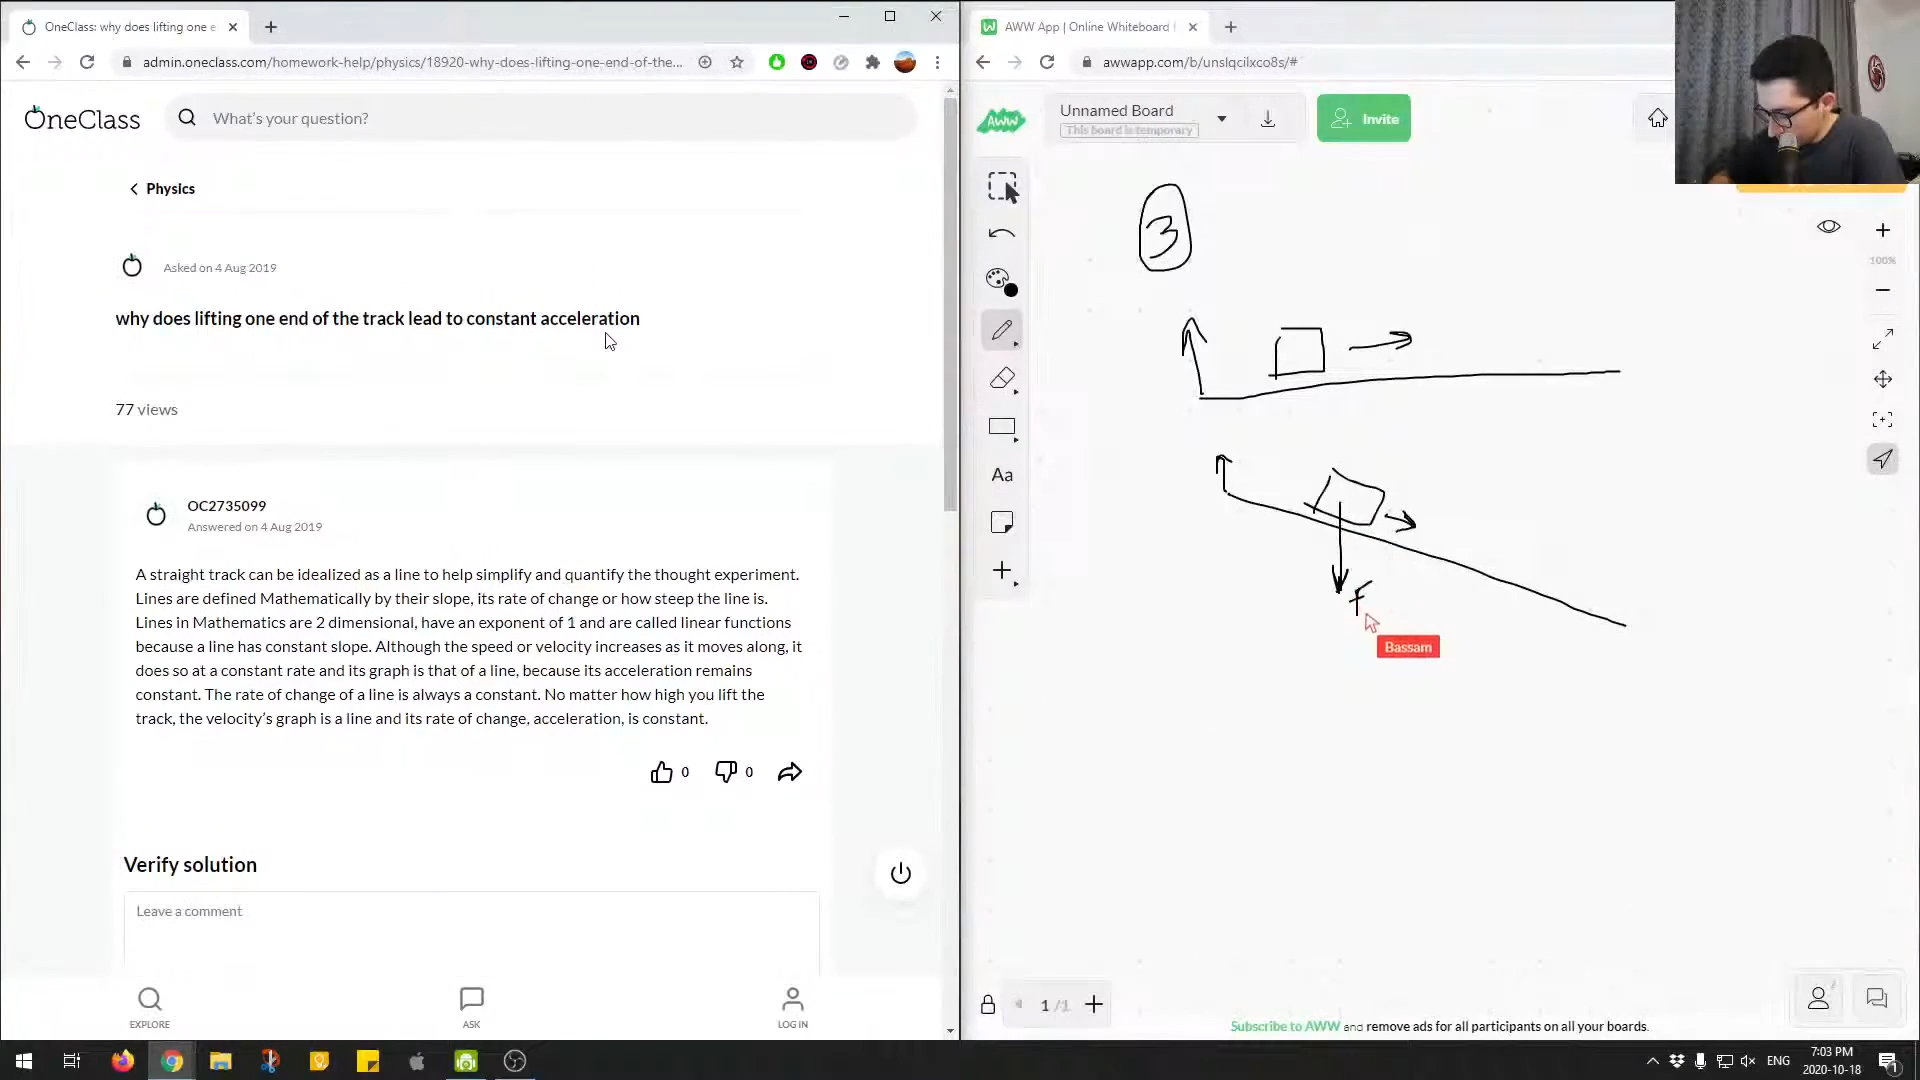 OneClass: why does lifting one e
admin.oneclass.com/homework-help/physics/18920-why-does-lifting-one-end-of-the...
OneClass
What's your question?
Physics
Asked on 4 Aug 2019
why does lifting one end of the track lead to constant acceleration
77 views
OC2735099
Answered on 4 Aug 2019
A straight track can be idealized as a line to help simplify and quantify the thought experiment.
Lines are defined Mathematically by their slope, its rate of change or how steep the line is.
Lines in Mathematics are 2 dimensional, have an exponent of 1 and are called linear functions
because a line has constant slope. Although the speed or velocity increases as it moves along, it
does so at a constant rate and its graph is that of a line, because its acceleration remains
constant. The rate of change of a line is always a constant. No matter how high you lift the
track, the velocity's graph is a line and its rate of change, acceleration, is constant.
0
0
Verify solution
Leave a comment
EXPLORE
ASK
LOG IN
AWW App | Online Whiteboard
awwapp.com/b/unslqcilxco8s/#
AWW
Unnamed Board
This board is temporary
Invite
100%
Aa
3
F
Bassam
1 /1
Subscribe to AWW and remove ads for all participants on all your boards.
ENG
7:03 PM
2020-10-18
1